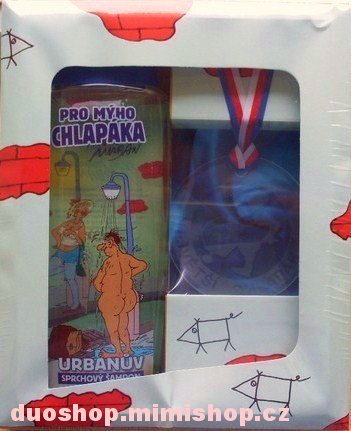 PRO MÝHO
CHLAPÁKA
URBANŮV
SPRCHOVÝ ŠAMPON
duoshop.mimishop.cz